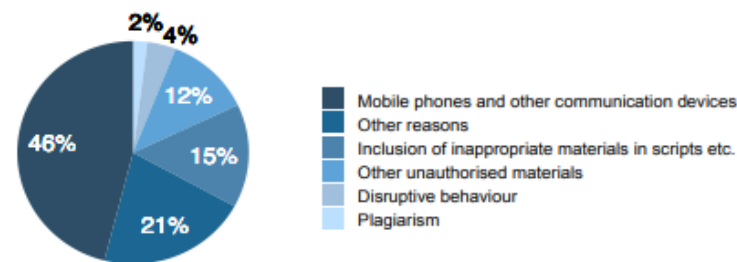 2%
4%
12%
46%
15%
21%
Mobile phones and other communication devices
Other reasons
Inclusion of inappropriate materials in scripts etc.
Other unauthorised materials
Disruptive behaviour
Plagiarism